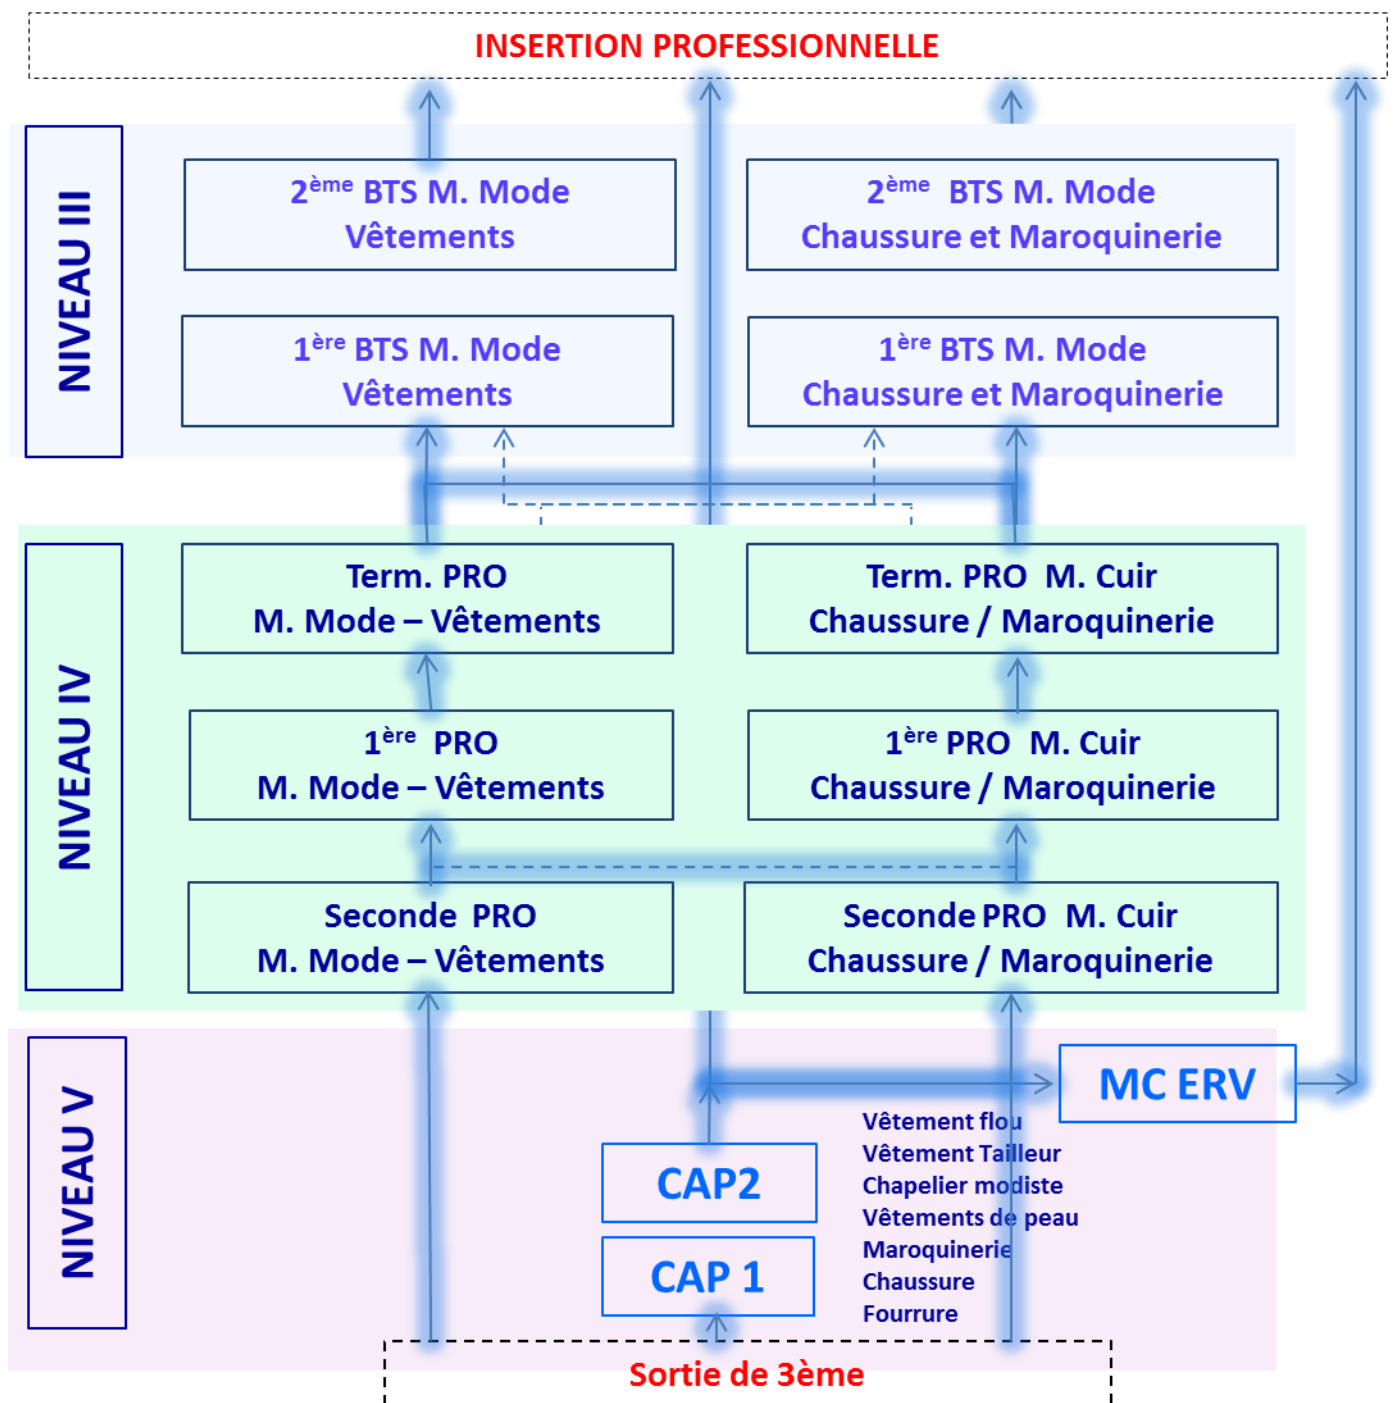 INSERTION PROFESSIONNELLE
NIVEAU III
2ème BTS M. Mode
Vêtements
2ème BTS M. Mode
Chaussure et Maroquinerie
1ère BTS M. Mode
Vêtements
1ère BTS M. Mode
Chaussure et Maroquinerie
NIVEAU IV
Term. PRO
M. Mode – Vêtements
Term. PRO M. Cuir
Chaussure / Maroquinerie
1ère PRO
M. Mode – Vêtements
1ère PRO M. Cuir
Chaussure / Maroquinerie
Seconde PRO
M. Mode – Vêtements
Seconde PRO M. Cuir
Chaussure / Maroquinerie
NIVEAU V
MC ERV
CAP2
CAP 1
Vêtement flou
Vêtement Tailleur
Chapelier modiste
Vêtements de peau
Maroquinerie
Chaussure
Fourrure
Sortie de 3ème